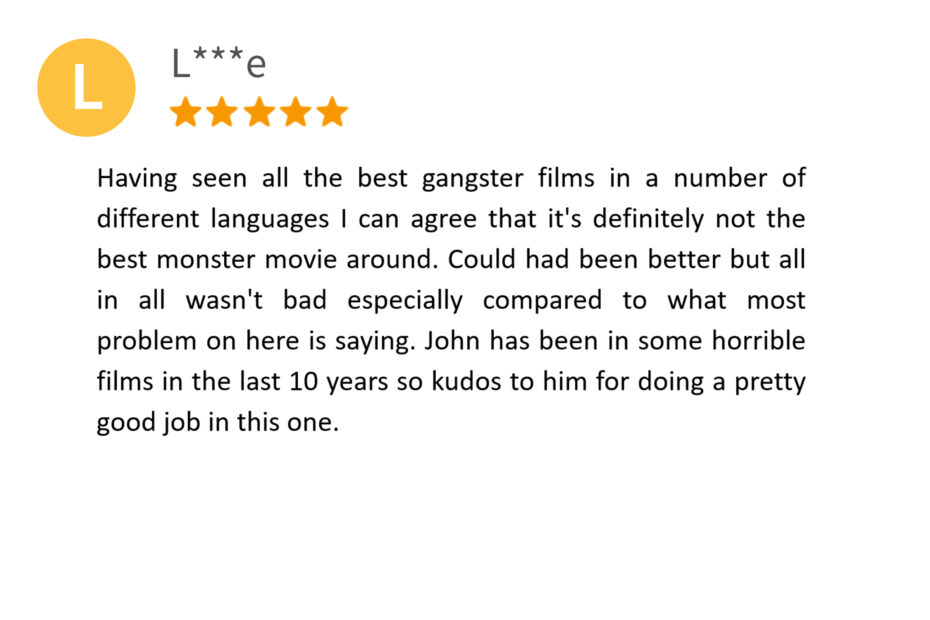 L
L***e
Having seen all the best gangster films in a number of
different languages I can agree that it's definitely not the
best monster movie around. Could had been better but all
in all wasn't bad especially compared to what most
problem on here is saying. John has been in some horrible
films in the last 10 years so kudos to him for doing a pretty
good job in this one.